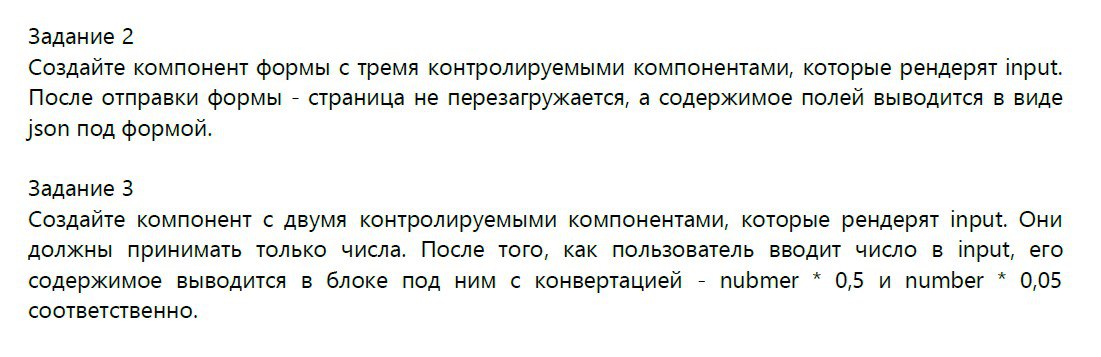 Задание 2
Создайте компонент формы с тремя контролируемыми компонентами, которые рендерят input.
После отправки формы - страница не перезагружается, а содержимое полей выводится в виде
json под формой.
Задание 3
Создайте компонент с двумя контролируемыми компонентами, которые рендерят input. Они
должны принимать только числа. После того, как пользователь вводит число в input, его
содержимое выводится в блоке под ним с конвертацией - nubmer * 0,5 и number * 0,05
соответственно.